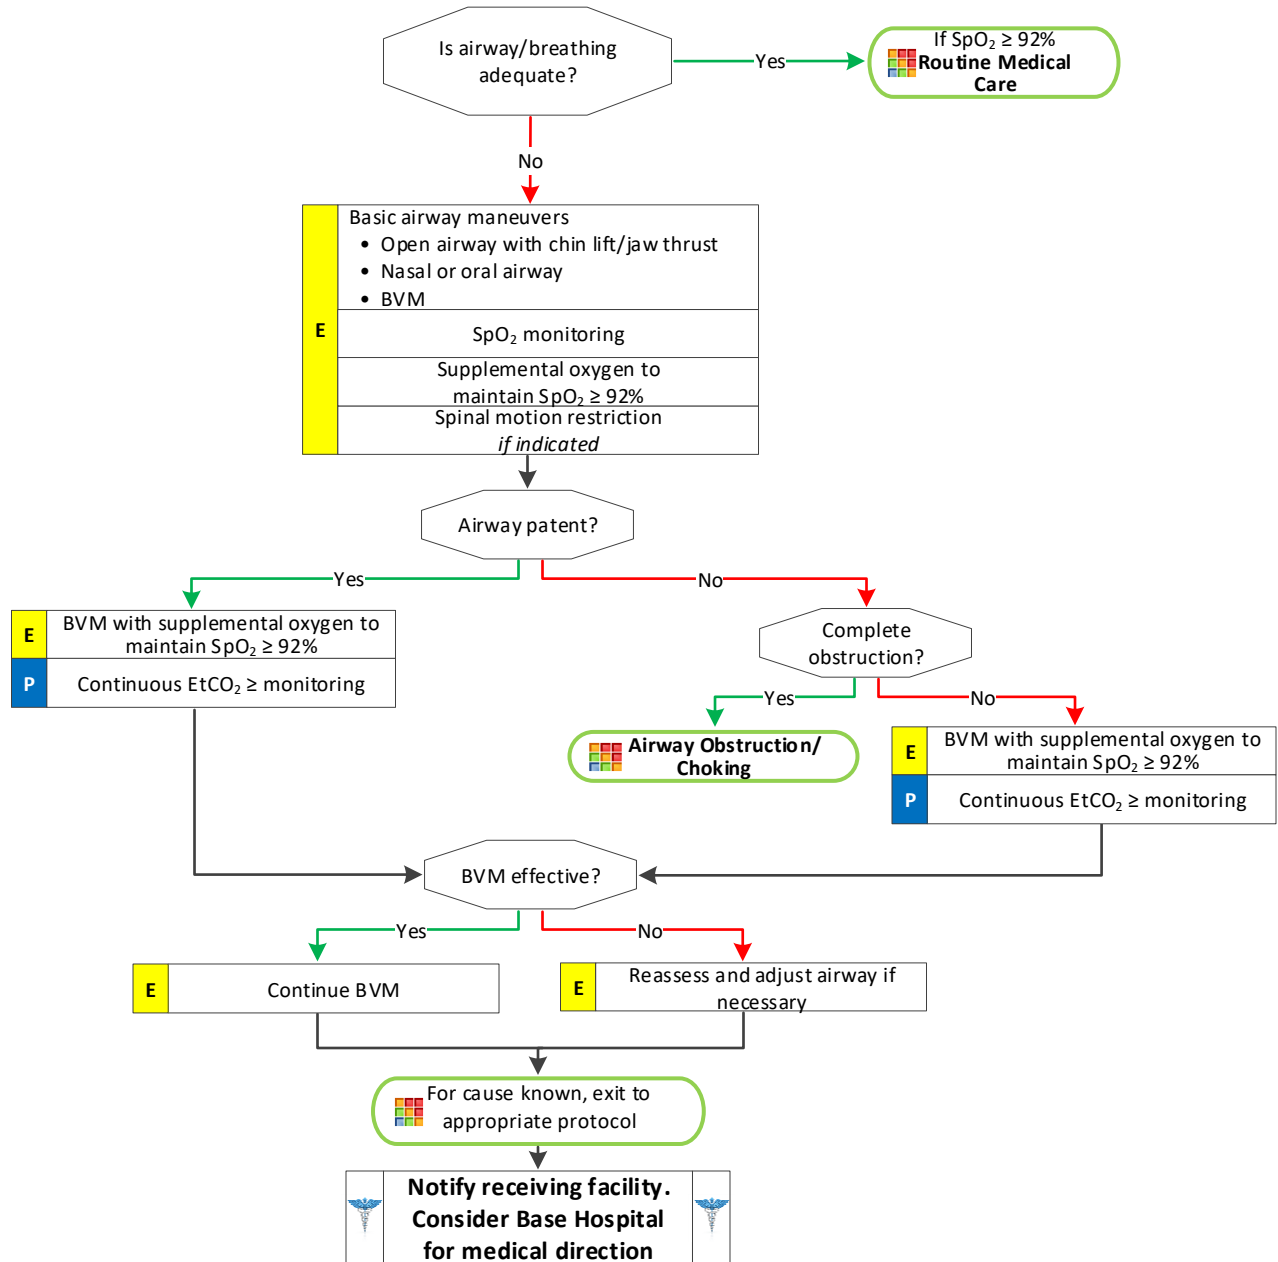 Is airway/breathing
adequate?
Yes
If SpO₂ ≥ 92%
Routine Medical
Care
No
Basic airway maneuvers
• Open airway with chin lift/jaw thrust
• Nasal or oral airway
• BVM
E
SpO₂ monitoring
Supplemental oxygen to
maintain SpO₂ ≥ 92%
Spinal motion restriction
if indicated
Airway patent?
Yes
No
E
BVM with supplemental oxygen to
maintain SpO₂ ≥ 92%
P
Continuous EtCO₂ ≥ monitoring
Complete
obstruction?
Yes
No
Airway Obstruction/
Choking
E
BVM with supplemental oxygen to
maintain SpO₂ ≥ 92%
P
Continuous EtCO₂ ≥ monitoring
BVM effective?
Yes
No
E
Continue BVM
E
Reassess and adjust airway if
necessary
For cause known, exit to
appropriate protocol
Notify receiving facility.
Consider Base Hospital
for medical direction